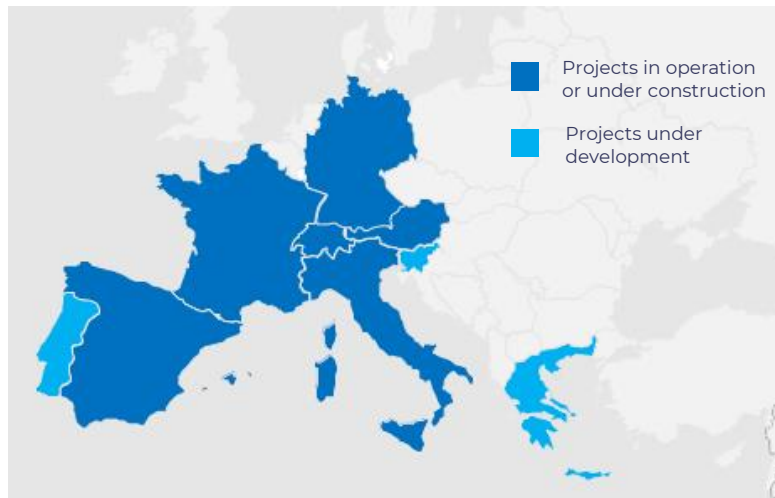 Projects in operation
or under construction
Projects under
development